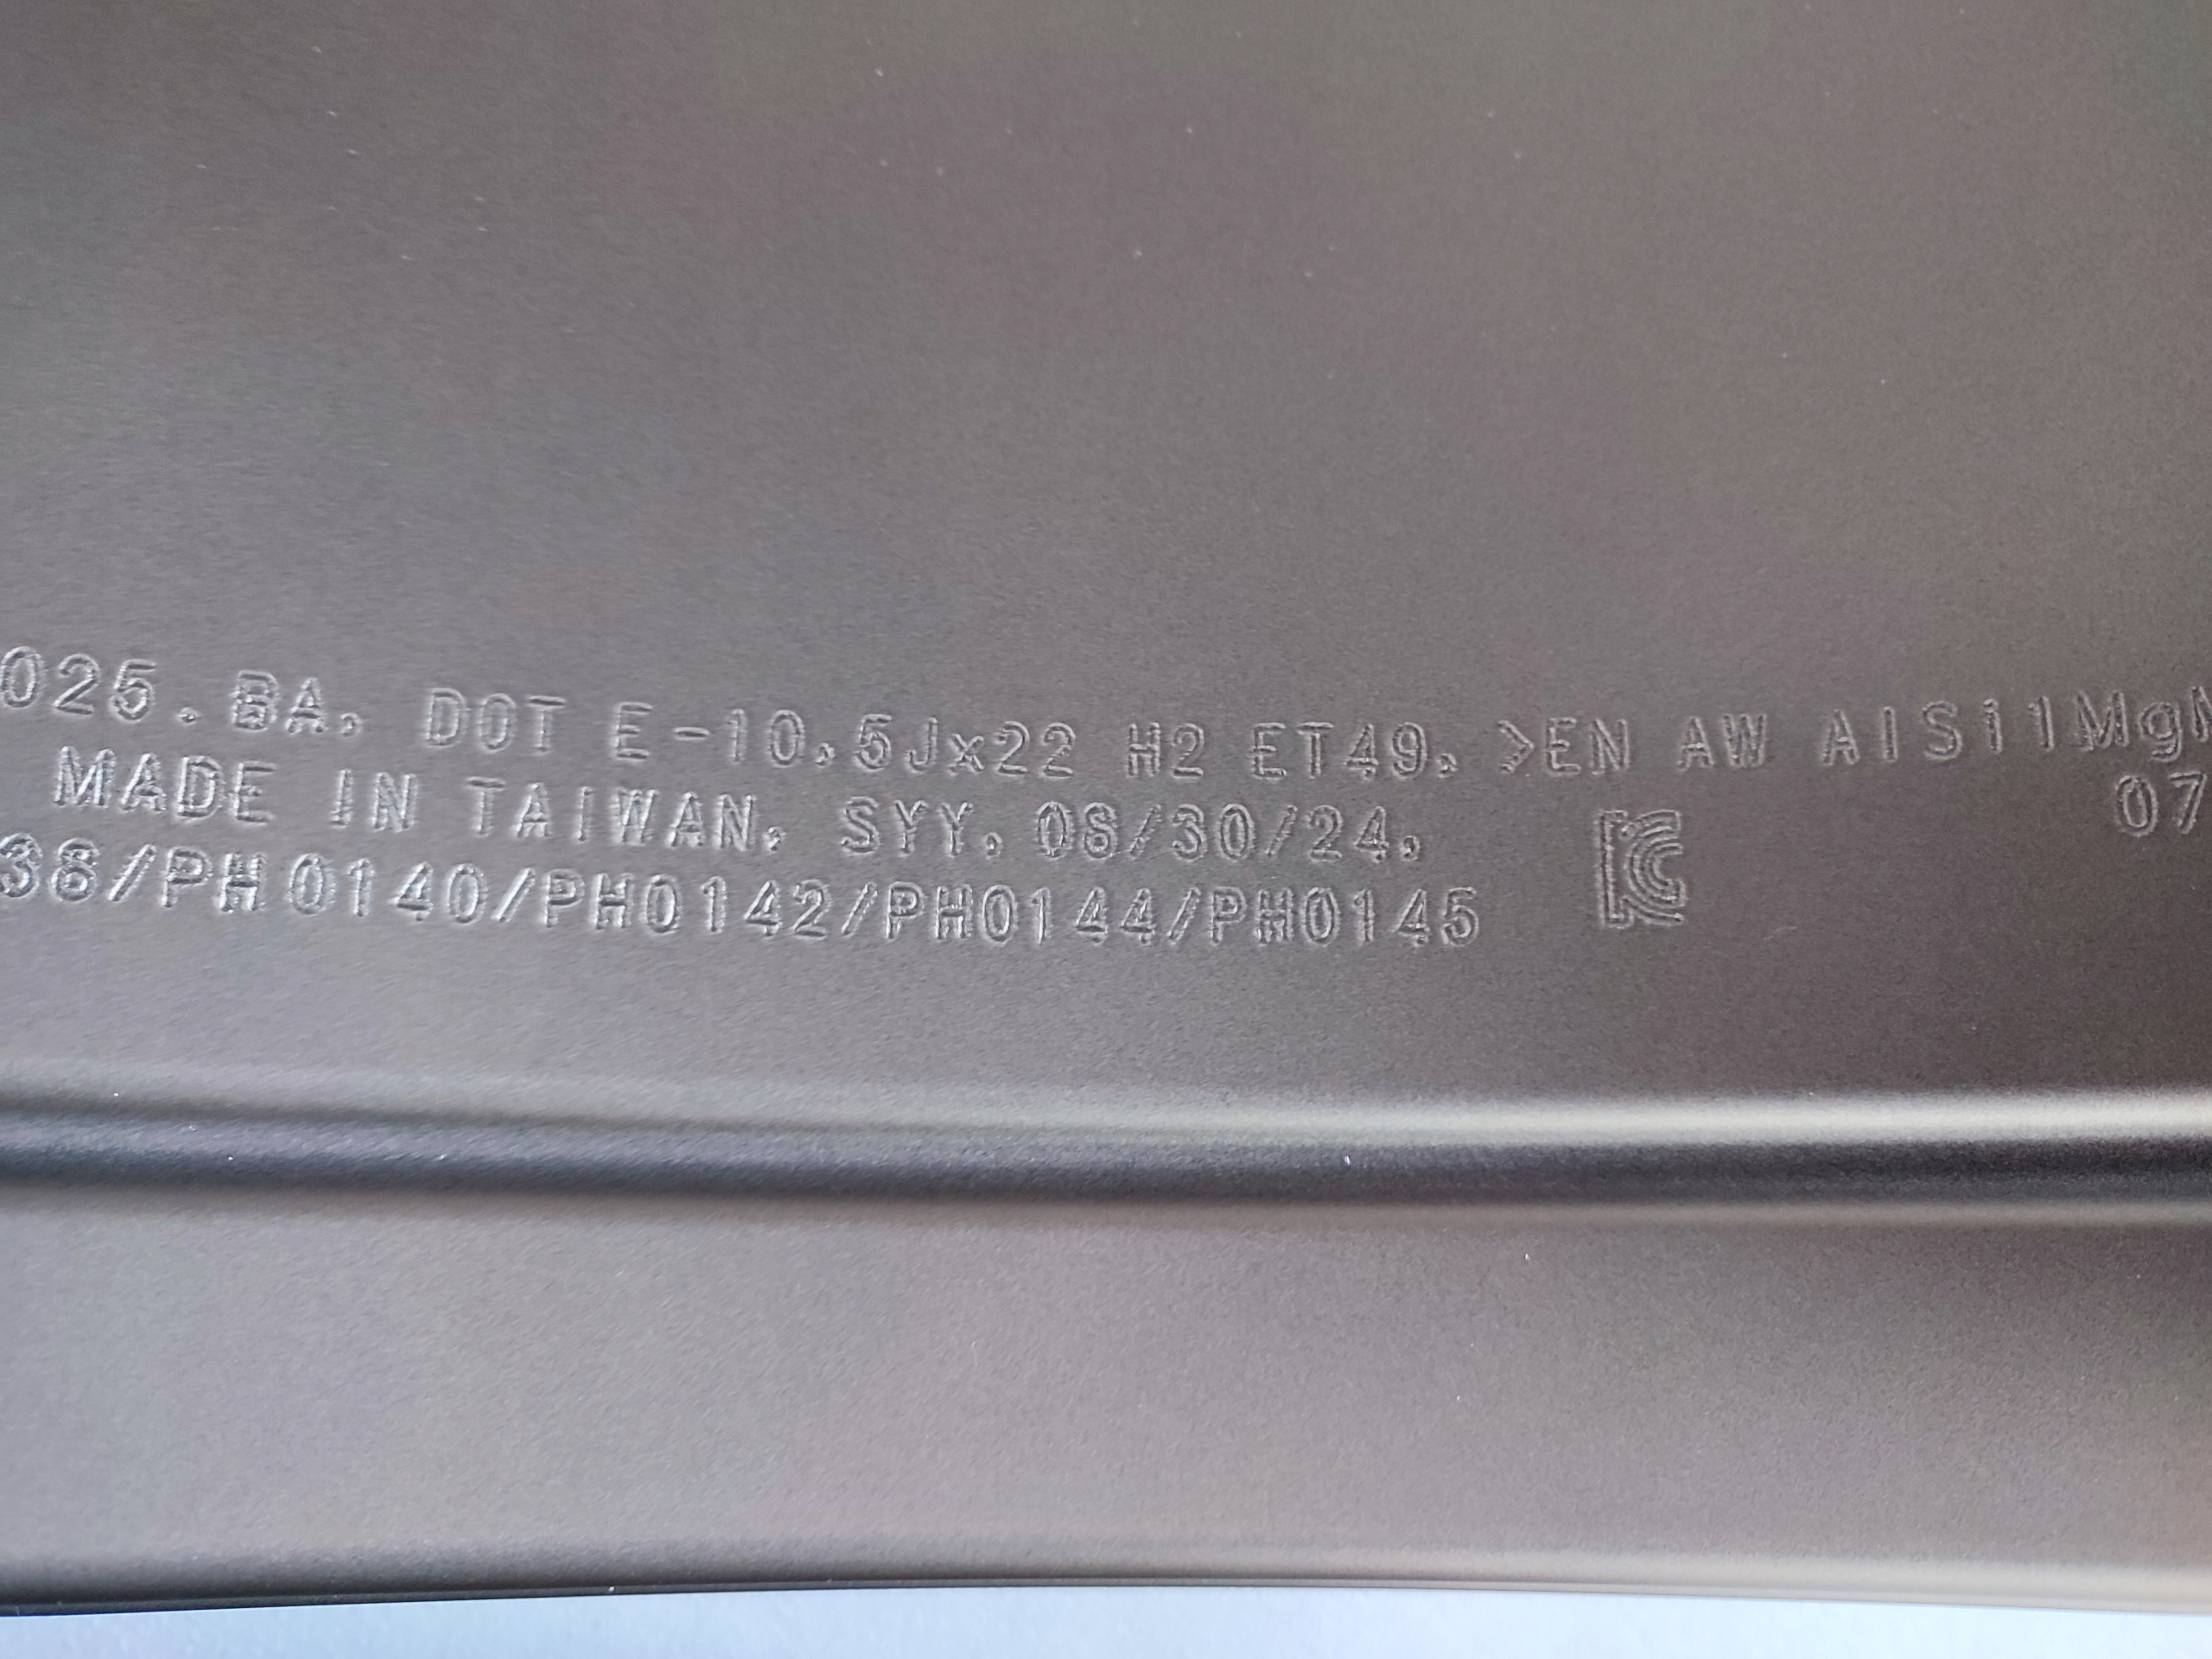 025.BA. DOT E-10.5Jx22 H2 ET49. >EN AW AlSi1Mg
MADE IN TAIWAN. SYY. 08/30/24. 07
38/PH0140/PH0142/PH0144/PH0145